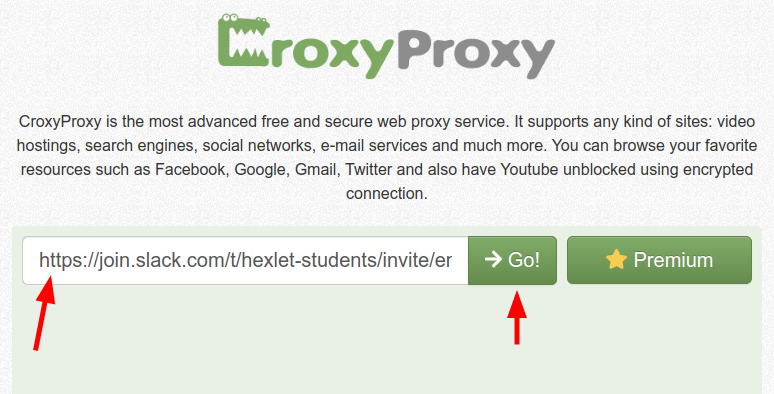 CroxyProxy
CroxyProxy is the most advanced free and secure web proxy service. It supports any kind of sites: video
hostings, search engines, social networks, e-mail services and much more. You can browse your favorite
resources such as Facebook, Google, Gmail, Twitter and also have Youtube unblocked using encrypted
connection.
https://join.slack.com/t/hexlet-students/invite/er
Go!
Premium